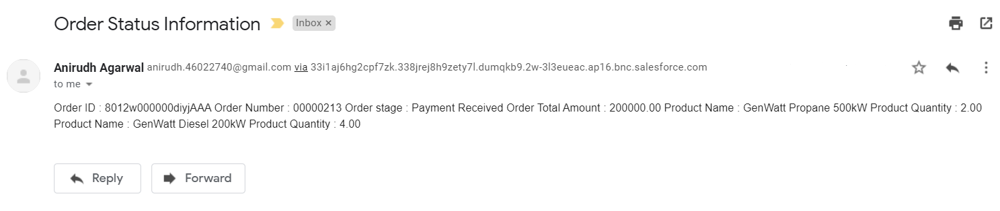 Order Status Information Inbox ×
Anirudh Agarwal anirudh.46022740@gmail.com via 33i1aj6hg2cpf7zk.338jrej8h9zety7l.dumqkb9.2w-3l3eueac.ap16.bnc.salesforce.com
to me
Order ID : 8012w000000diyjAAA Order Number : 00000213 Order stage : Payment Received Order Total Amount : 200000.00 Product Name : GenWatt Propane 500kW Product Quantity : 2.00
Product Name : GenWatt Diesel 200kW Product Quantity : 4.00
Reply Forward